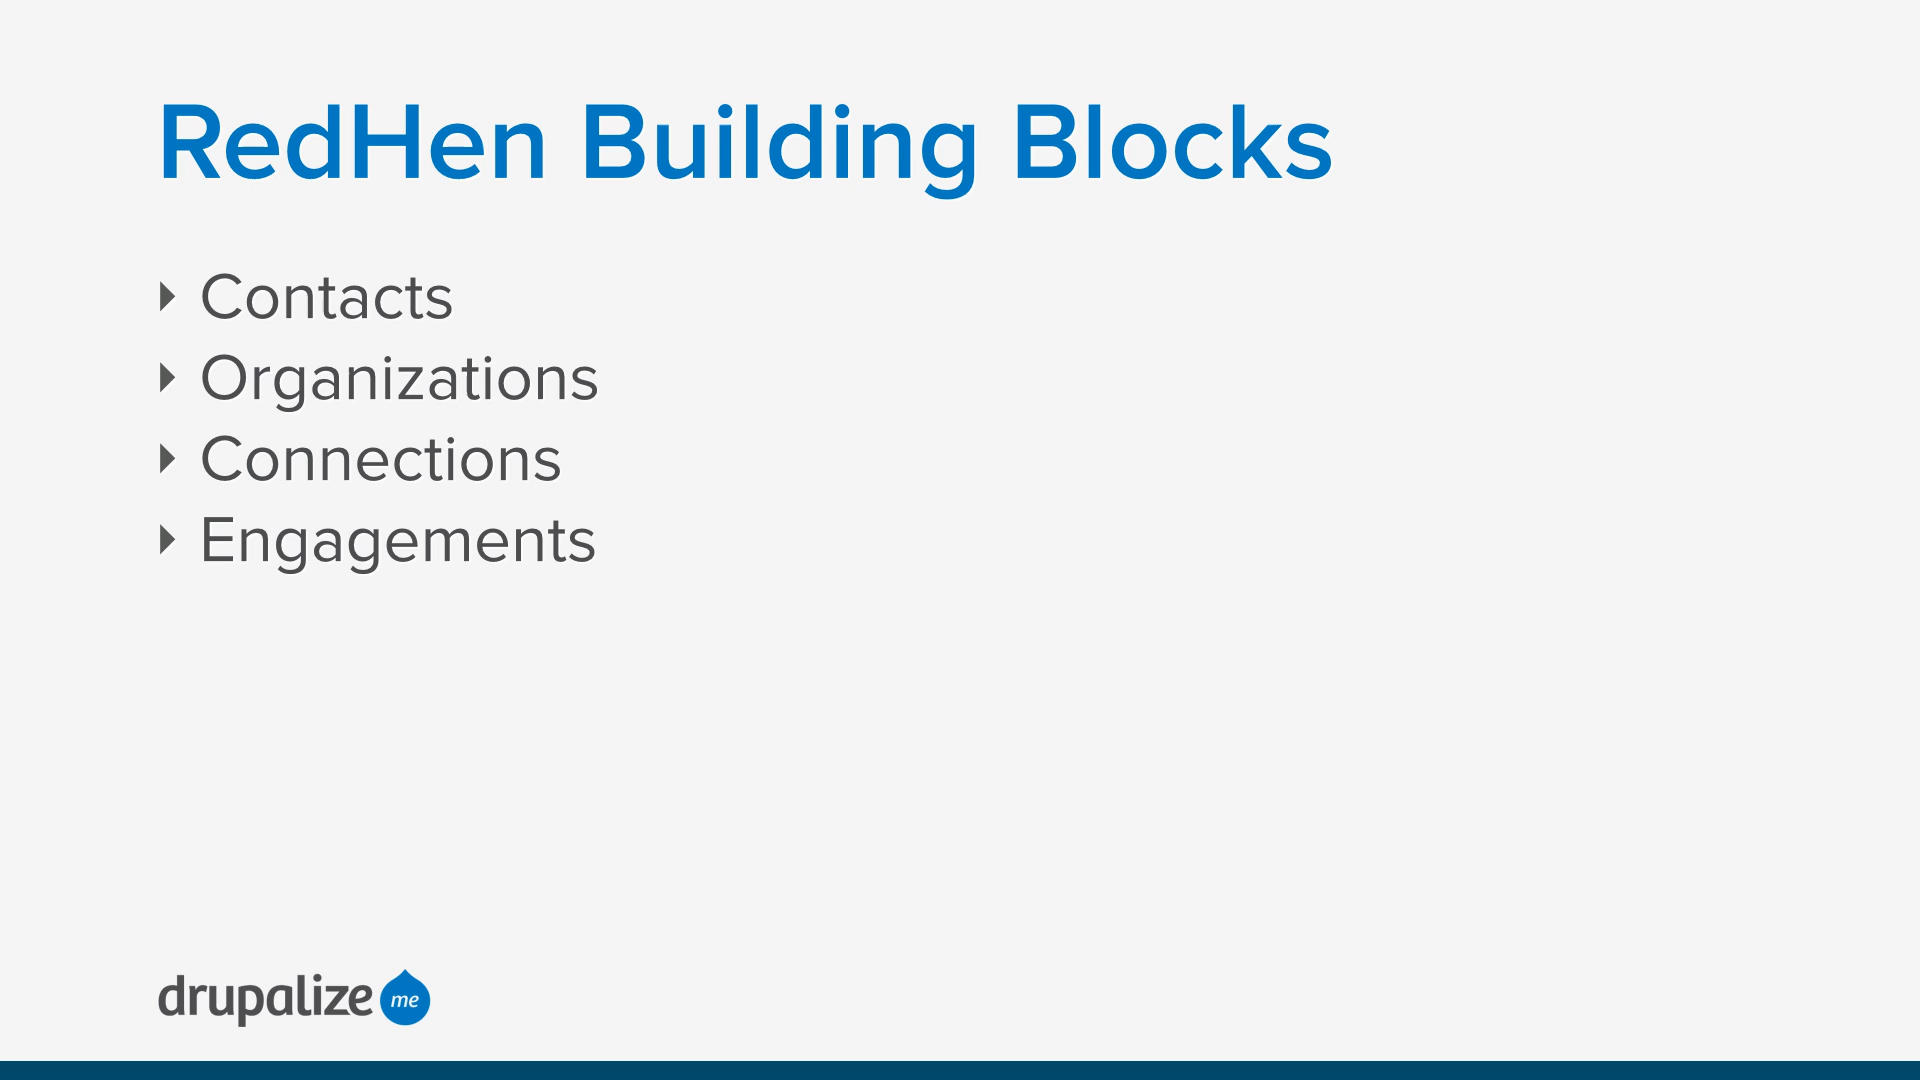 RedHen Building Blocks
Contacts
Organizations
Connections
Engagements
drupalize me